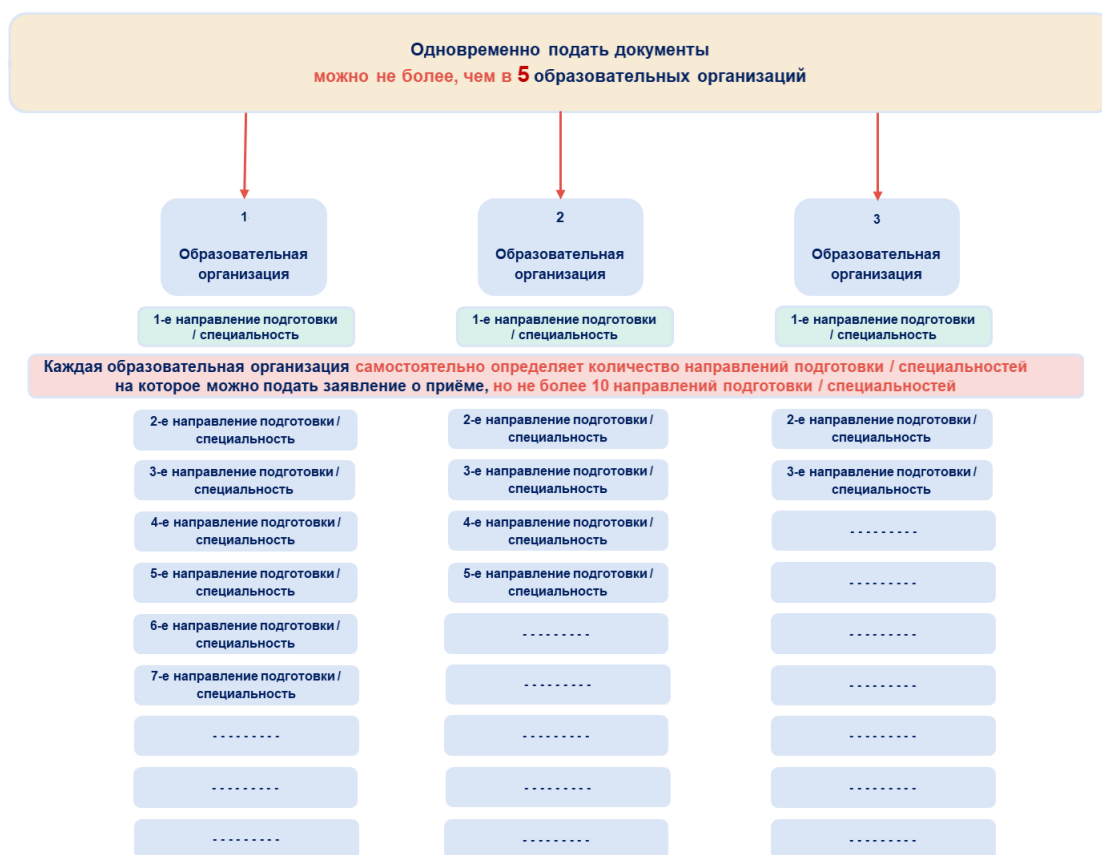 Одновременно подать документы
можно не более, чем в 5 образовательных организаций
1
Образовательная
организация
2
Образовательная
организация
3
Образовательная
организация
1-е направление подготовки
/ специальность
1-е направление подготовки
/ специальность
1-е направление подготовки
/ специальность
Каждая образовательная организация самостоятельно определяет количество направлений подготовки / специальностей
на которое можно подать заявление о приёме, но не более 10 направлений подготовки / специальностей
2-е направление подготовки /
специальность
2-е направление подготовки /
специальность
2-е направление подготовки /
специальность
3-е направление подготовки /
специальность
3-е направление подготовки /
специальность
3-е направление подготовки /
специальность
4-е направление подготовки /
специальность
4-е направление подготовки /
специальность
- - - - - - - - -
5-е направление подготовки /
специальность
5-е направление подготовки /
специальность
- - - - - - - - -
6-е направление подготовки /
специальность
- - - - - - - - -
- - - - - - - - -
7-е направление подготовки /
специальность
- - - - - - - - -
- - - - - - - - -
- - - - - - - - -
- - - - - - - - -
- - - - - - - - -
- - - - - - - - -
- - - - - - - - -
- - - - - - - - -
- - - - - - - - -
- - - - - - - - -
- - - - - - - - -